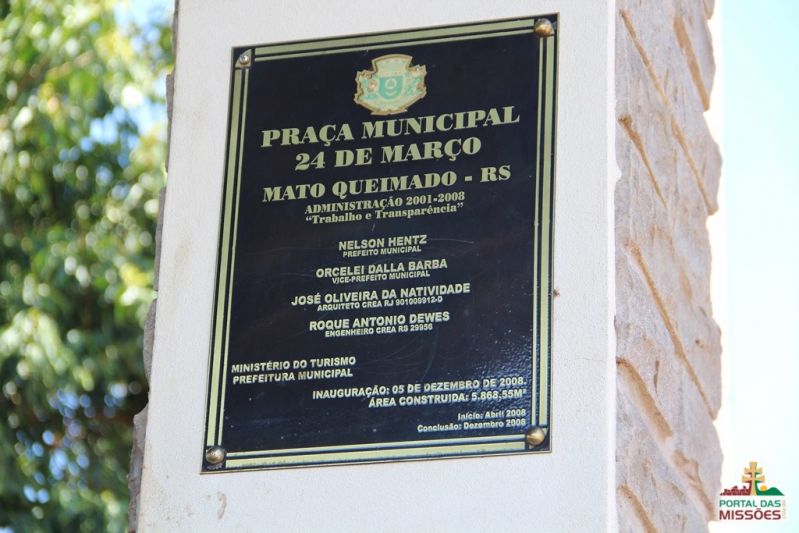 PRAÇA MUNICIPAL
24 DE MARÇO
MATO QUEIMADO - RS
ADMINISTRAÇÃO 2001-2008
"Trabalho e Transparência"
NELSON HENTZ
PREFEITO MUNICIPAL
ORCELEI DALLA BARBA
VICE-PREFEITO MUNICIPAL
JOSÉ OLIVEIRA DA NATIVIDADE
ARQUITETO CREA RJ 901009912-D
ROQUE ANTONIO DEWES
ENGENHEIRO CREA RS 29956
MINISTÉRIO DO TURISMO
PREFEITURA MUNICIPAL
INAUGURAÇÃO: 05 DE DEZEMBRO DE 2008.
ÁREA CONSTRUIDA: 5.868,55M²
Início: Abril 2008
Conclusão: Dezembro 2008
PORTAL DAS
MISSÕES